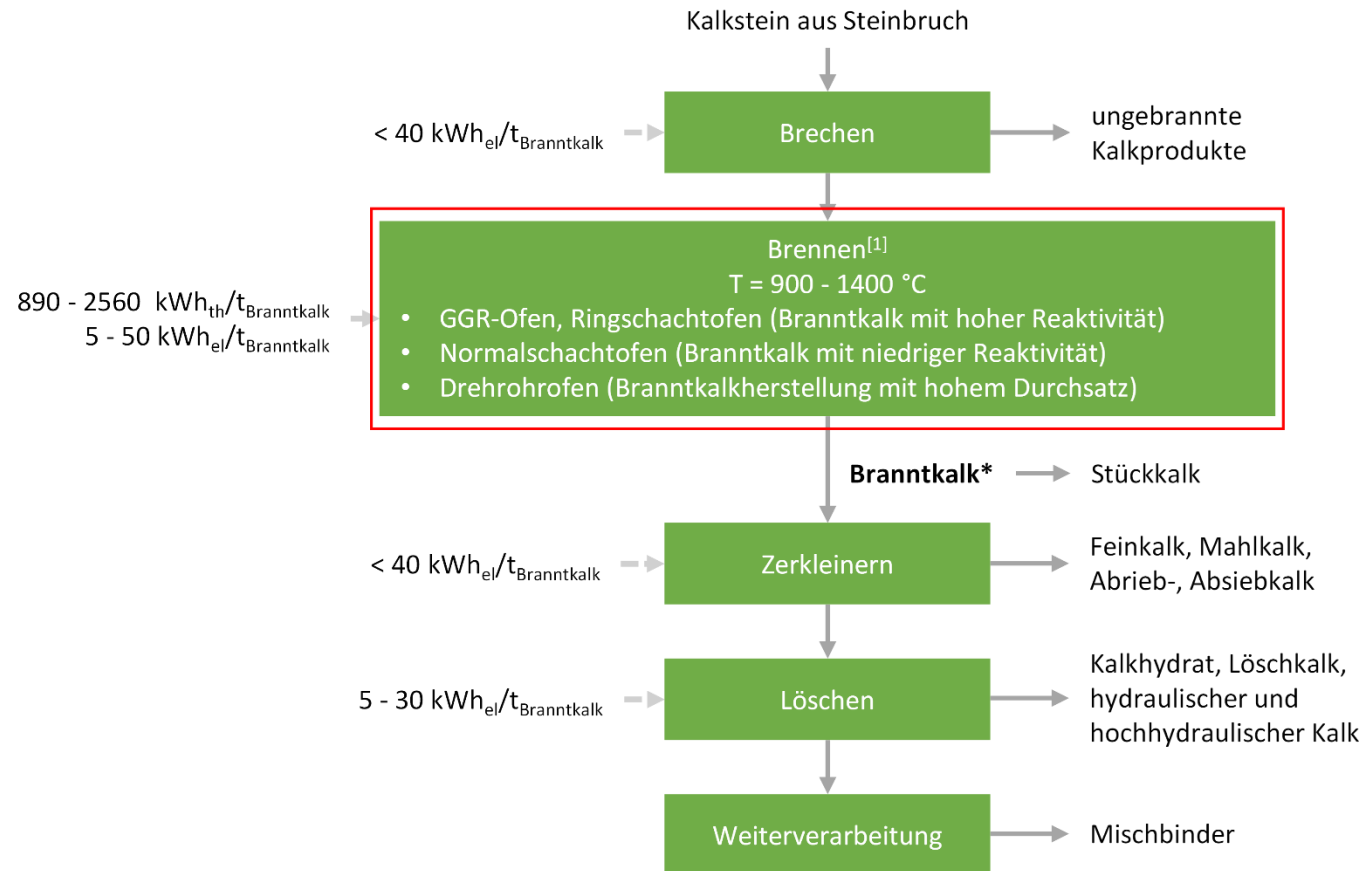 Kalkstein aus Steinbruch
< 40 kWhel/tBranntkalk
Brechen
ungebrannte
Kalkprodukte
Brennen[1]
T = 900 - 1400 °C
890 - 2560 kWhth/tBranntkalk
5 - 50 kWhel/tBranntkalk
• GGR-Ofen, Ringschachtofen (Branntkalk mit hoher Reaktivität)
• Normalschachtofen (Branntkalk mit niedriger Reaktivität)
• Drehrohrofen (Branntkalkherstellung mit hohem Durchsatz)
Branntkalk*
Stückkalk
< 40 kWhel/tBranntkalk
Zerkleinern
Feinkalk, Mahlkalk,
Abrieb-, Absiebkalk
5 - 30 kWhel/tBranntkalk
Löschen
Kalkhydrat, Löschkalk,
hydraulischer und
hochhydraulischer Kalk
Weiterverarbeitung
Mischbinder